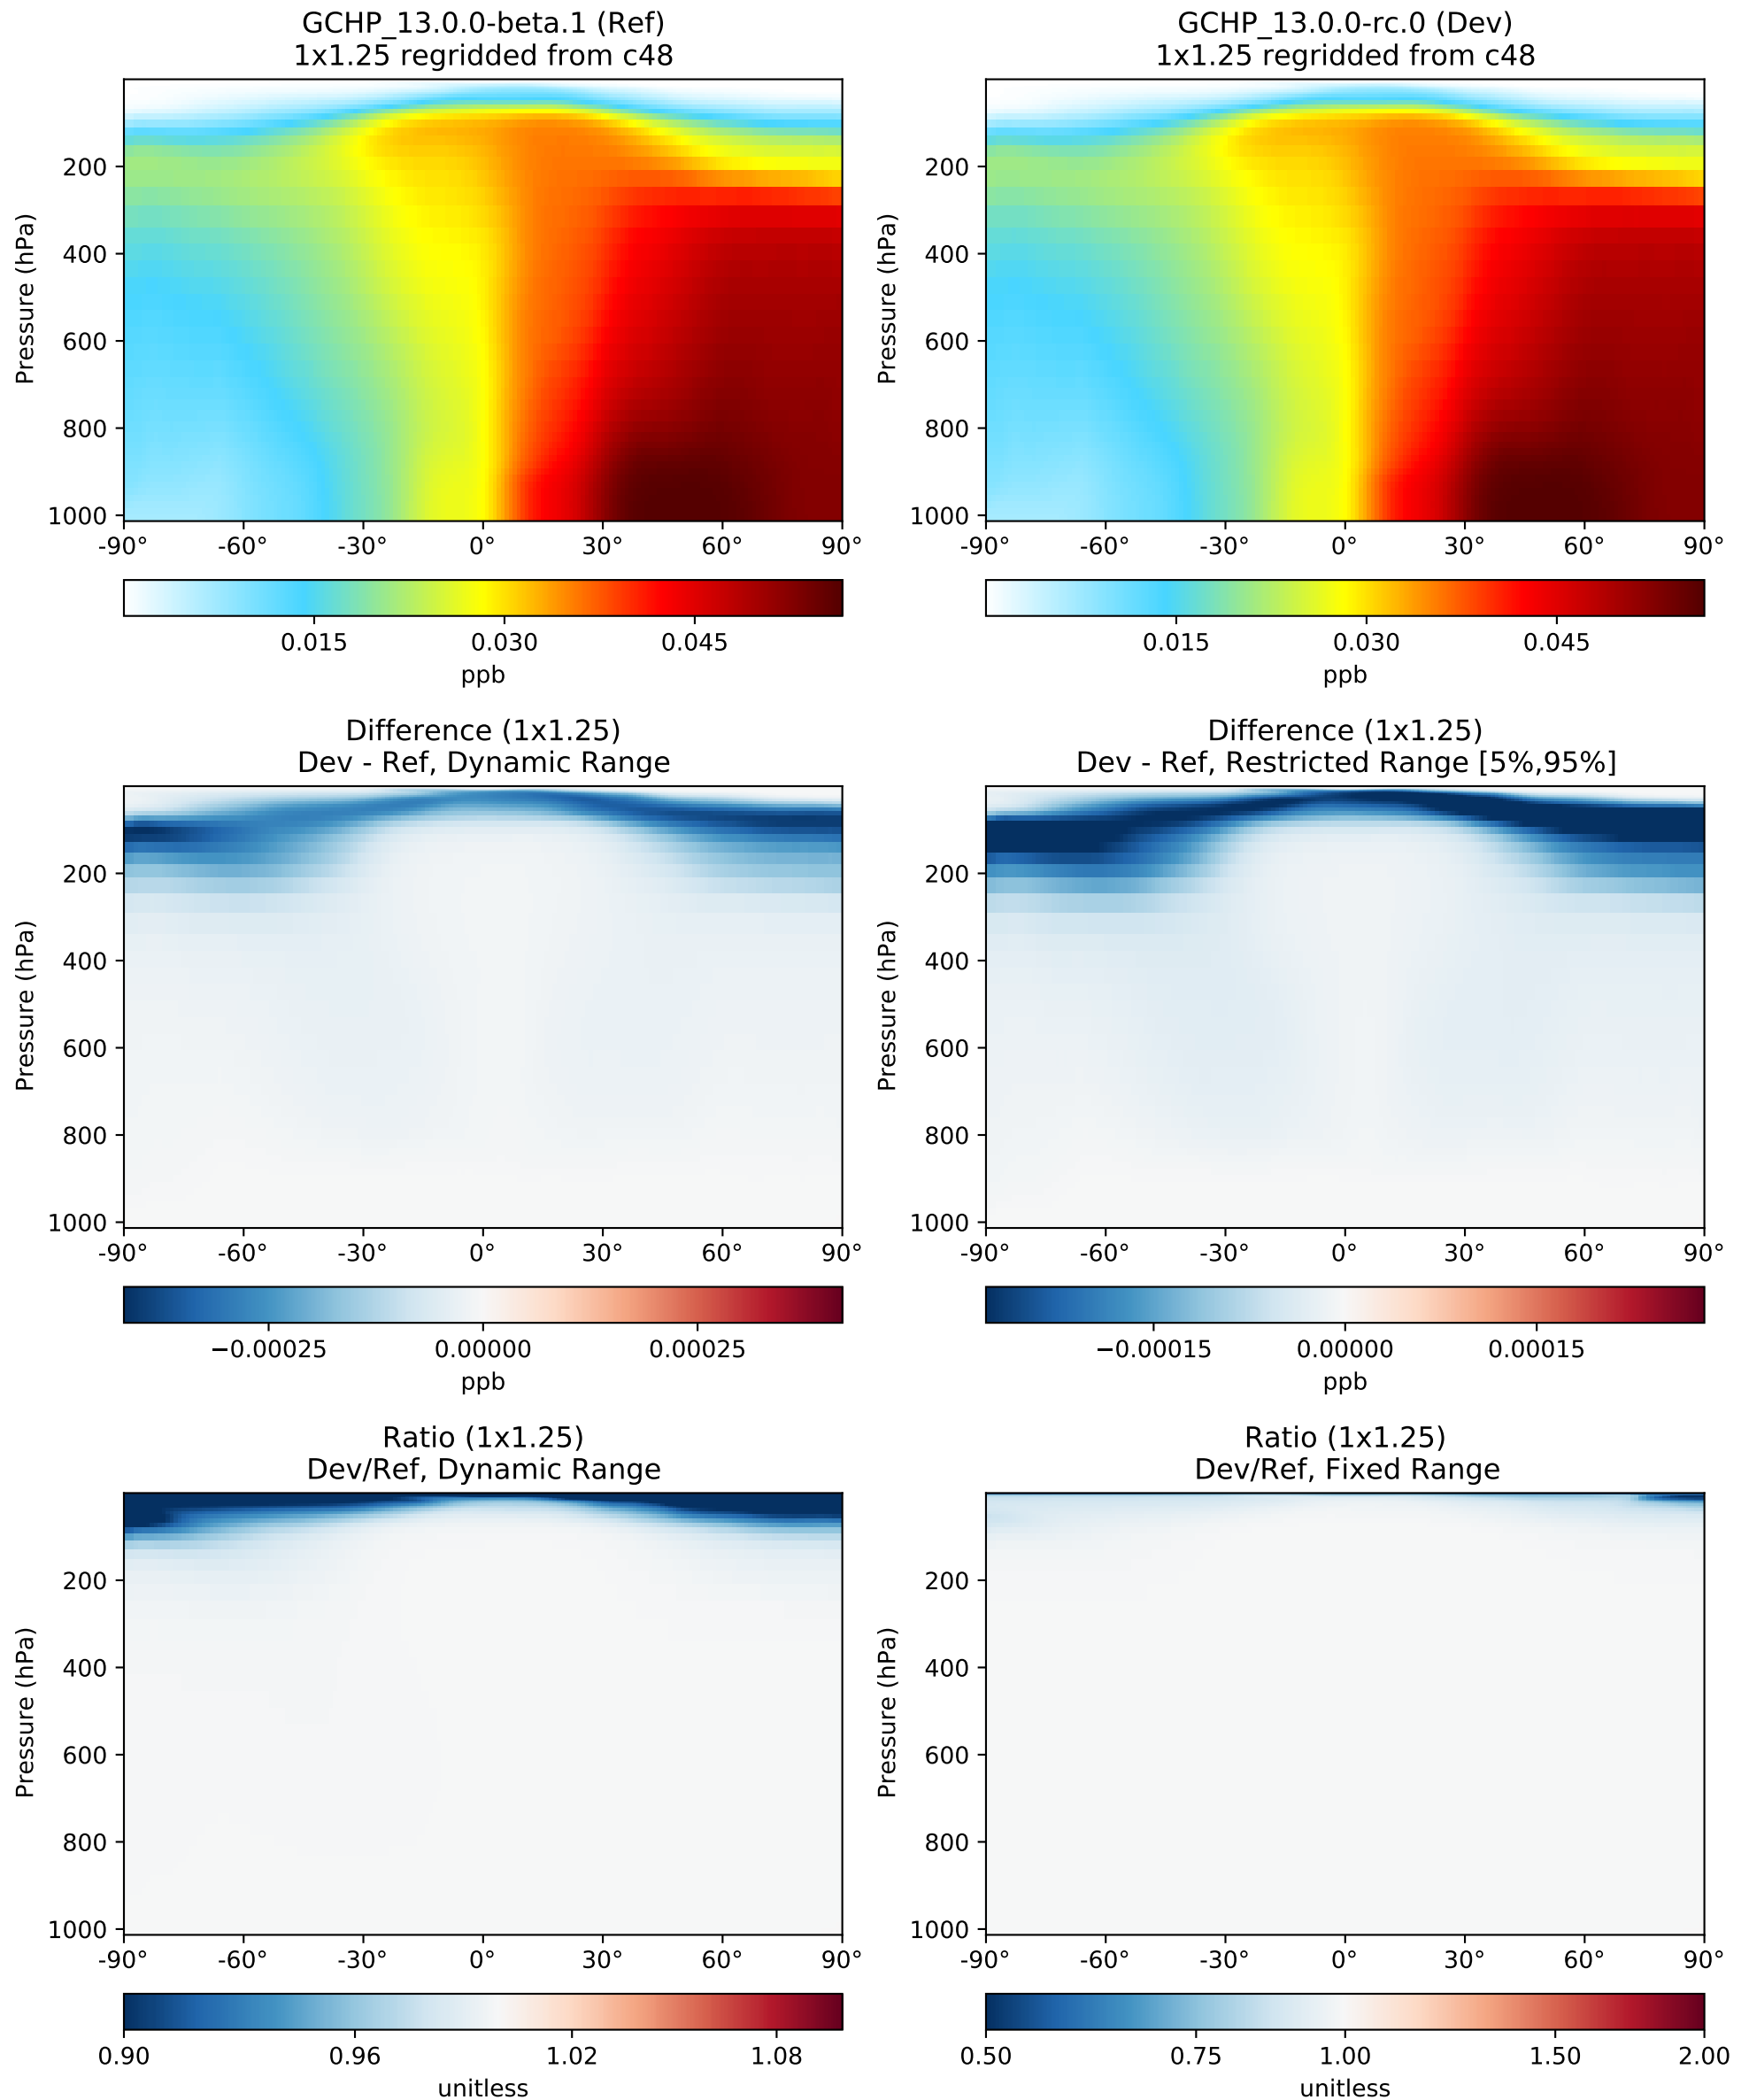 GCHP_13.0.0-beta.1 (Ref)
1x1.25 regridded from c48
Pressure (hPa)
200
400
600
800
1000
-90° -60° -30° 0° 30° 60° 90°
0.015 0.030 0.045
ppb
GCHP_13.0.0-rc.0 (Dev)
1x1.25 regridded from c48
Pressure (hPa)
200
400
600
800
1000
-90° -60° -30° 0° 30° 60° 90°
0.015 0.030 0.045
ppb
Difference (1x1.25)
Dev - Ref, Dynamic Range
Pressure (hPa)
200
400
600
800
1000
-90° -60° -30° 0° 30° 60° 90°
−0.00025 0.00000 0.00025
ppb
Difference (1x1.25)
Dev - Ref, Restricted Range [5%,95%]
Pressure (hPa)
200
400
600
800
1000
-90° -60° -30° 0° 30° 60° 90°
−0.00015 0.00000 0.00015
ppb
Ratio (1x1.25)
Dev/Ref, Dynamic Range
Pressure (hPa)
200
400
600
800
1000
-90° -60° -30° 0° 30° 60° 90°
0.90 0.96 1.02 1.08
unitless
Ratio (1x1.25)
Dev/Ref, Fixed Range
Pressure (hPa)
200
400
600
800
1000
-90° -60° -30° 0° 30° 60° 90°
0.50 0.75 1.00 1.50 2.00
unitless